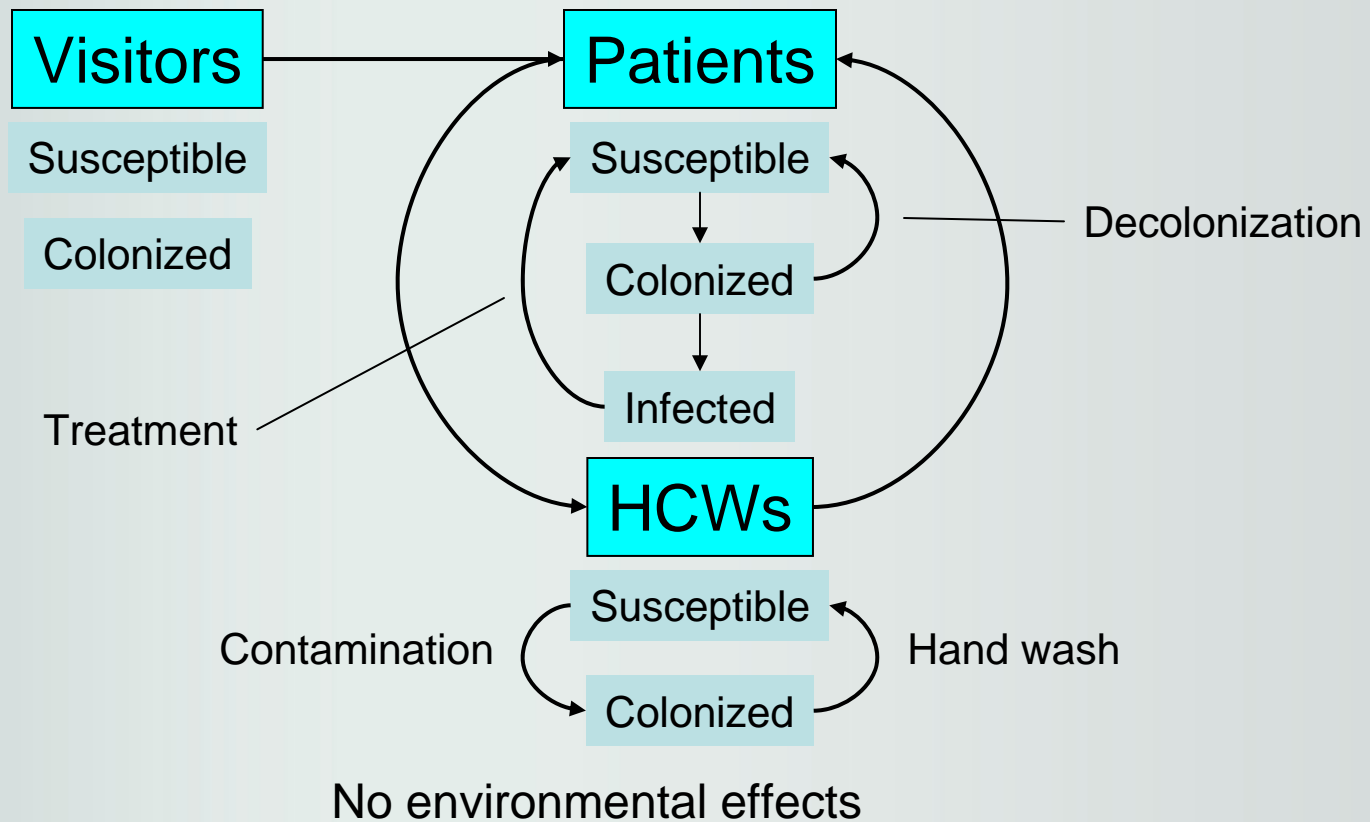 Visitors
Patients
Susceptible
Colonized
Susceptible
Colonized
Infected
Decolonization
Treatment
HCWs
Susceptible
Colonized
Contamination
Hand wash
No environmental effects